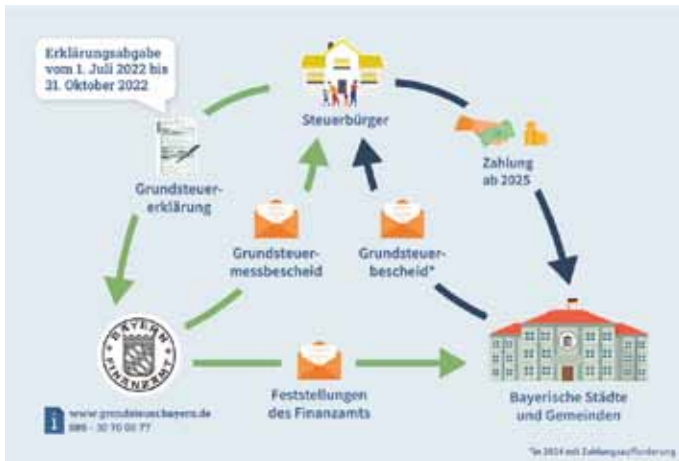 Erklärungsabgabe
vom 1. Juli 2022 bis
31. Oktober 2022
Steuerbürger
Grundsteuer-
erklärung
Zahlung
ab 2025
Grundsteuer-
messbescheid
Grundsteuer-
bescheid*
BAYERN
FINANZAMT
Feststellungen
des Finanzamts
Bayerische Städte
und Gemeinden
i www.grundsteuer.bayern.de
089 - 30 70 00 77
*in 2024 mit Zahlungsaufforderung